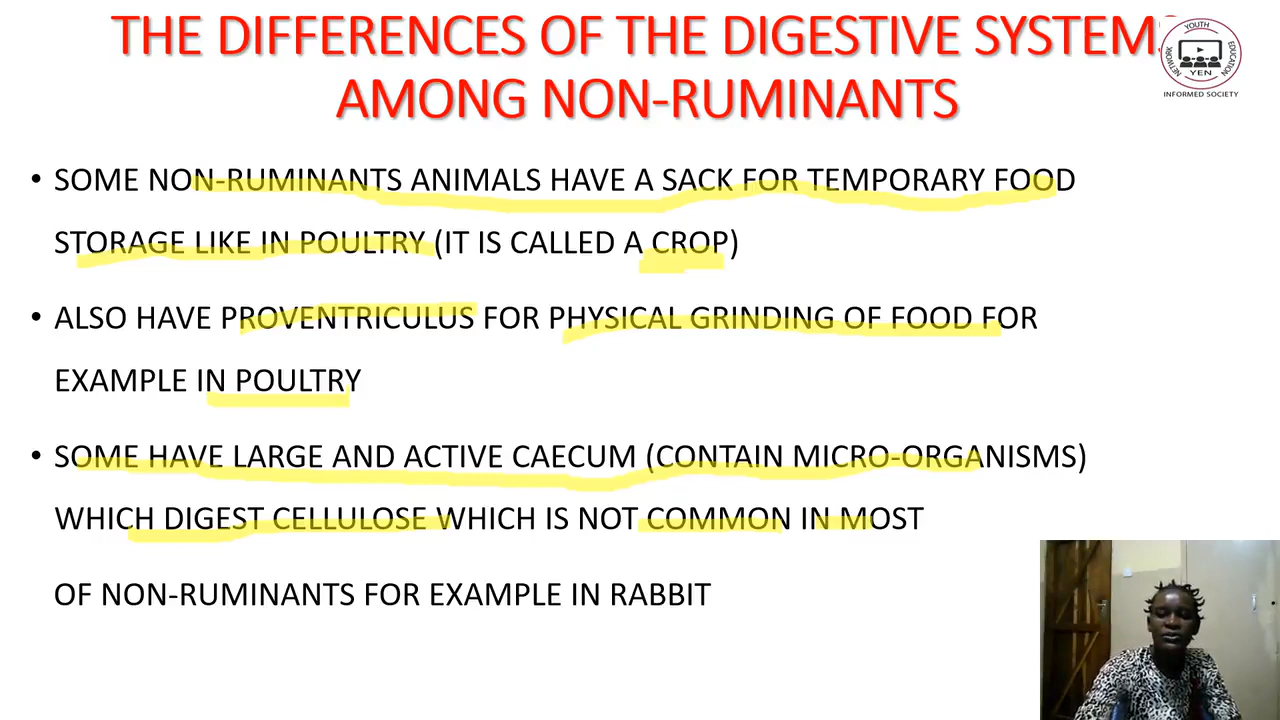 THE DIFFERENCES OF THE DIGESTIVE SYSTEMS
AMONG NON-RUMINANTS
YOUTH
EDUCATION
NETWORK
YEN
INFORMED SOCIETY
• SOME NON-RUMINANTS ANIMALS HAVE A SACK FOR TEMPORARY FOOD
STORAGE LIKE IN POULTRY (IT IS CALLED A CROP)
• ALSO HAVE PROVENTRICULUS FOR PHYSICAL GRINDING OF FOOD FOR
EXAMPLE IN POULTRY
• SOME HAVE LARGE AND ACTIVE CAECUM (CONTAIN MICRO-ORGANISMS)
WHICH DIGEST CELLULOSE WHICH IS NOT COMMON IN MOST
OF NON-RUMINANTS FOR EXAMPLE IN RABBIT